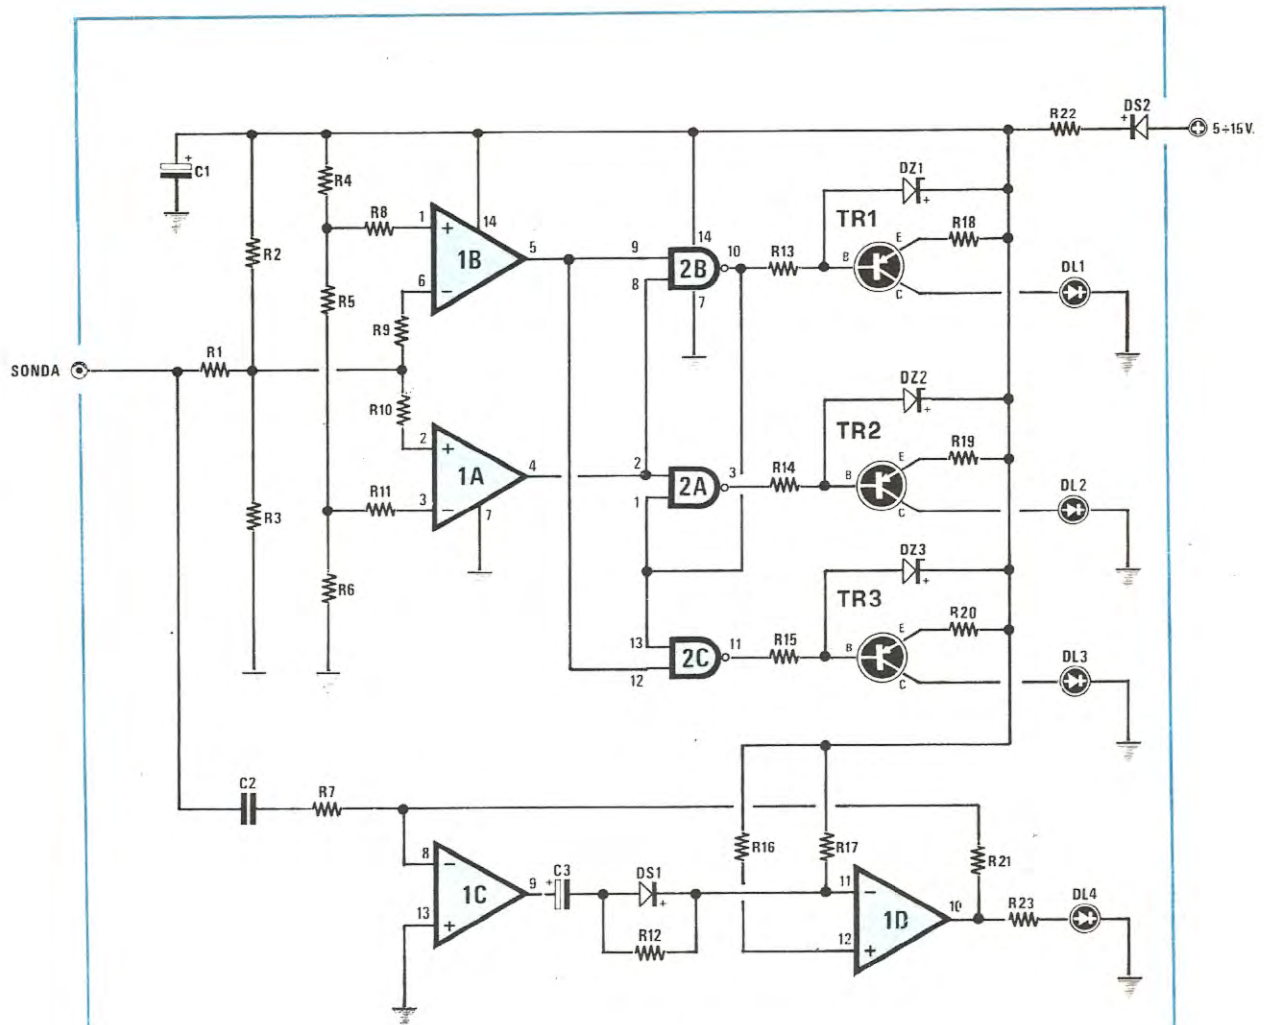 R22
DS2
+
5÷15V.
+
C1
R4
DZ1
+
R8
1
+
14
TR1
E
R18
R2
1B
5
9
14
10
R13
2B
B
8
C
DL1
6
−
7
R5
R9
SONDA
R1
R10
DZ2
+
2
+
TR2
E
R19
1A
4
2
3
R14
2A
B
R11
3
−
7
1
C
DL2
R3
DZ3
+
R6
TR3
E
R20
13
11
R15
2C
B
12
C
DL3
C2
R7
R16
R17
R21
8
−
1C
9
+
C3
DS1
+
11
−
10
R23
DL4
13
+
1D
R12
12
+